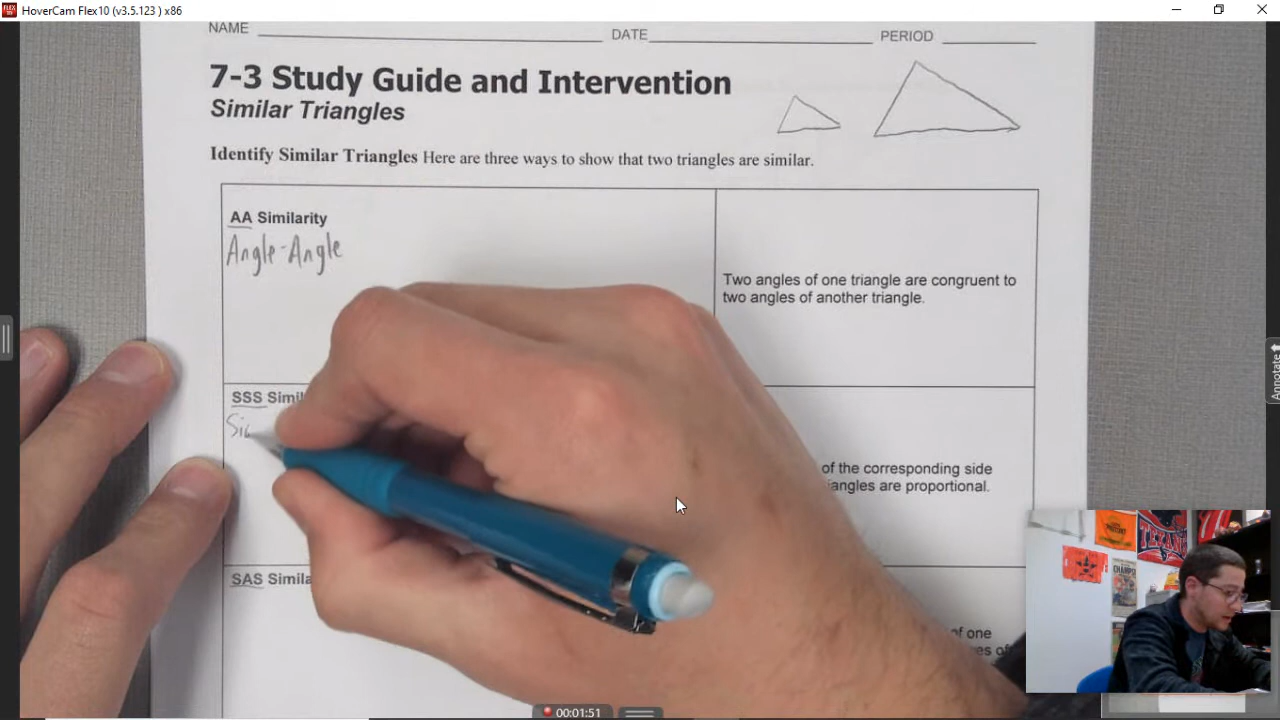 HoverCam Flex10 (v3.5.123 ) x86
NAME DATE PERIOD
7-3 Study Guide and Intervention
Similar Triangles
Identify Similar Triangles Here are three ways to show that two triangles are similar.
AA Similarity
Angle-Angle
Two angles of one triangle are congruent to
two angles of another triangle.
SSS
of the corresponding side
are proportional.
SAS
of one
Annotate
TEXANS
00:01:51